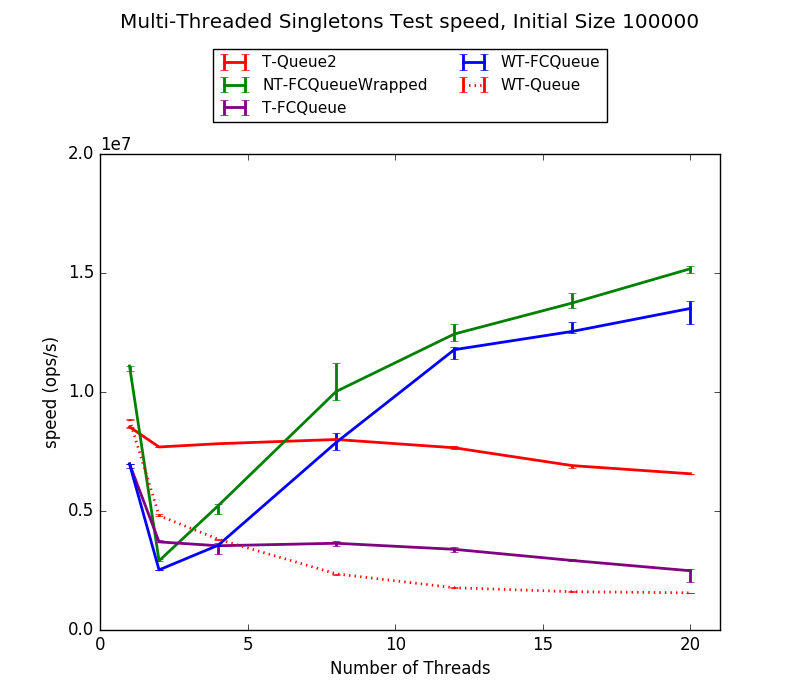 Multi-Threaded Singletons Test speed, Initial Size 100000
T-Queue2
NT-FCQueueWrapped
T-FCQueue
WT-FCQueue
WT-Queue
1e7
2.0
1.5
1.0
0.5
0.0
speed (ops/s)
0 5 10 15 20
Number of Threads